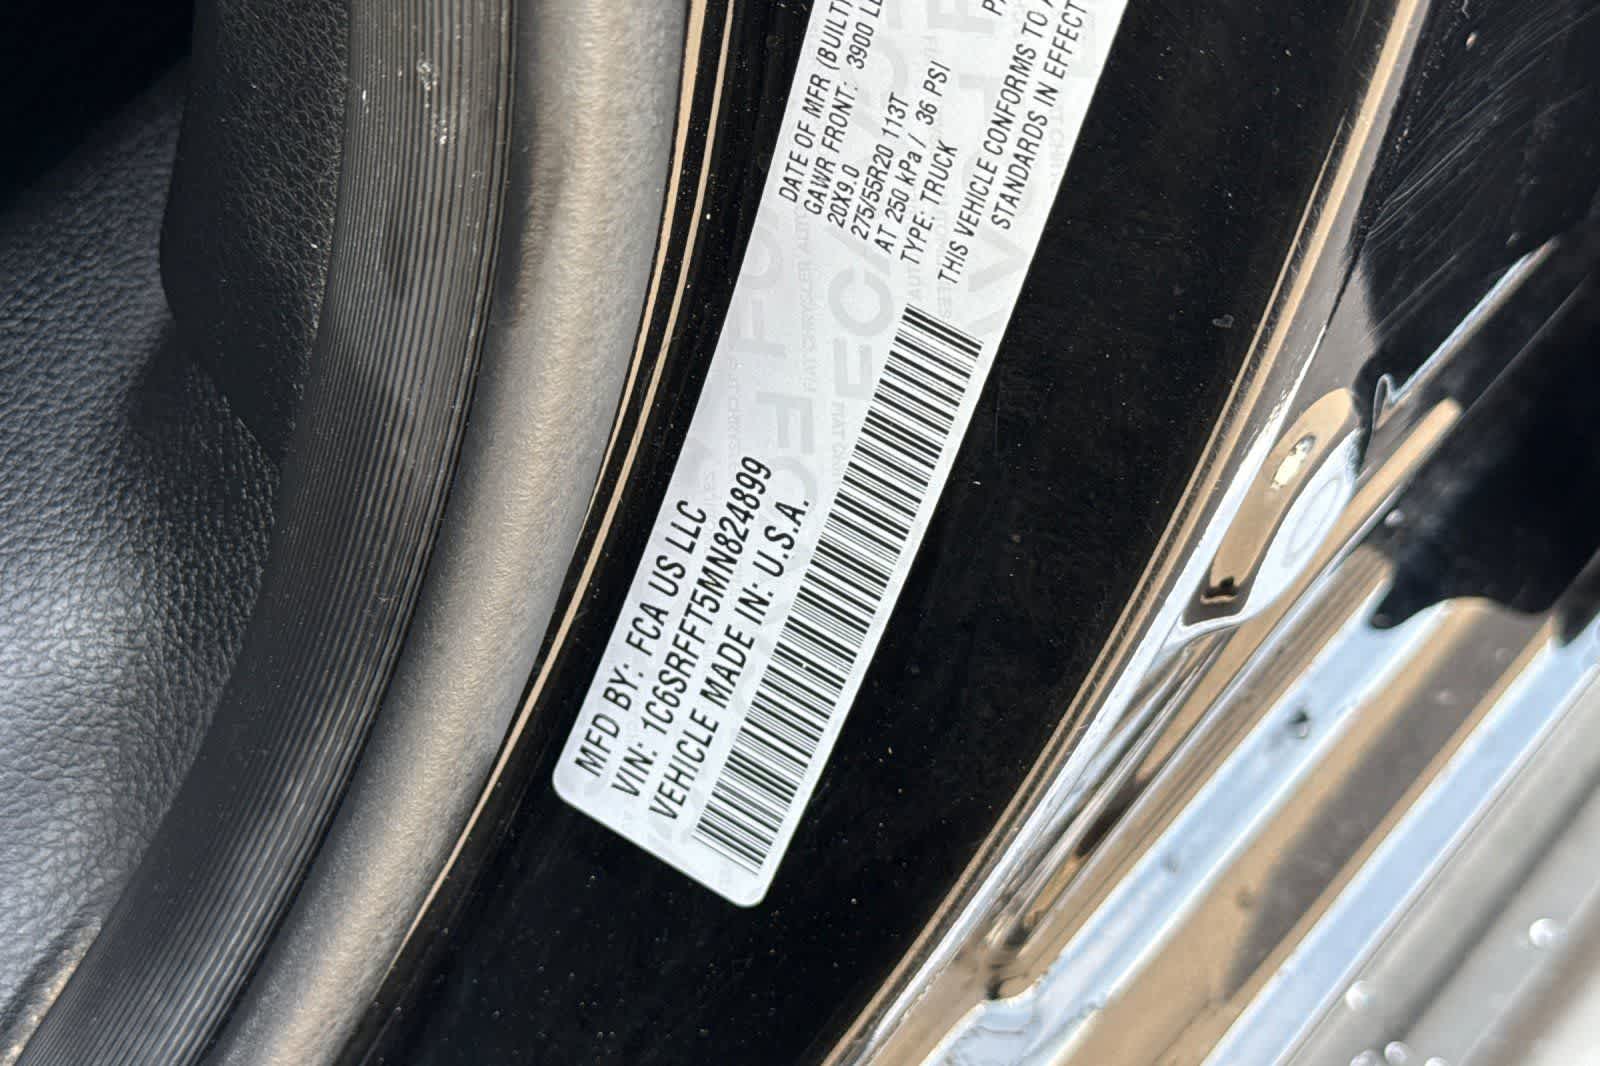 MFD BY: FCA US LLC
VIN: 1C6SRFFT5MN824899
VEHICLE MADE IN: U.S.A.
DATE OF MFR (BUILT)
GAWR FRONT: 3900 L
20X9.0
275/55R20 113T
AT 250 kPa / 36 PSI
TYPE: TRUCK
THIS VEHICLE CONFORMS TO
STANDARDS IN EFFECT